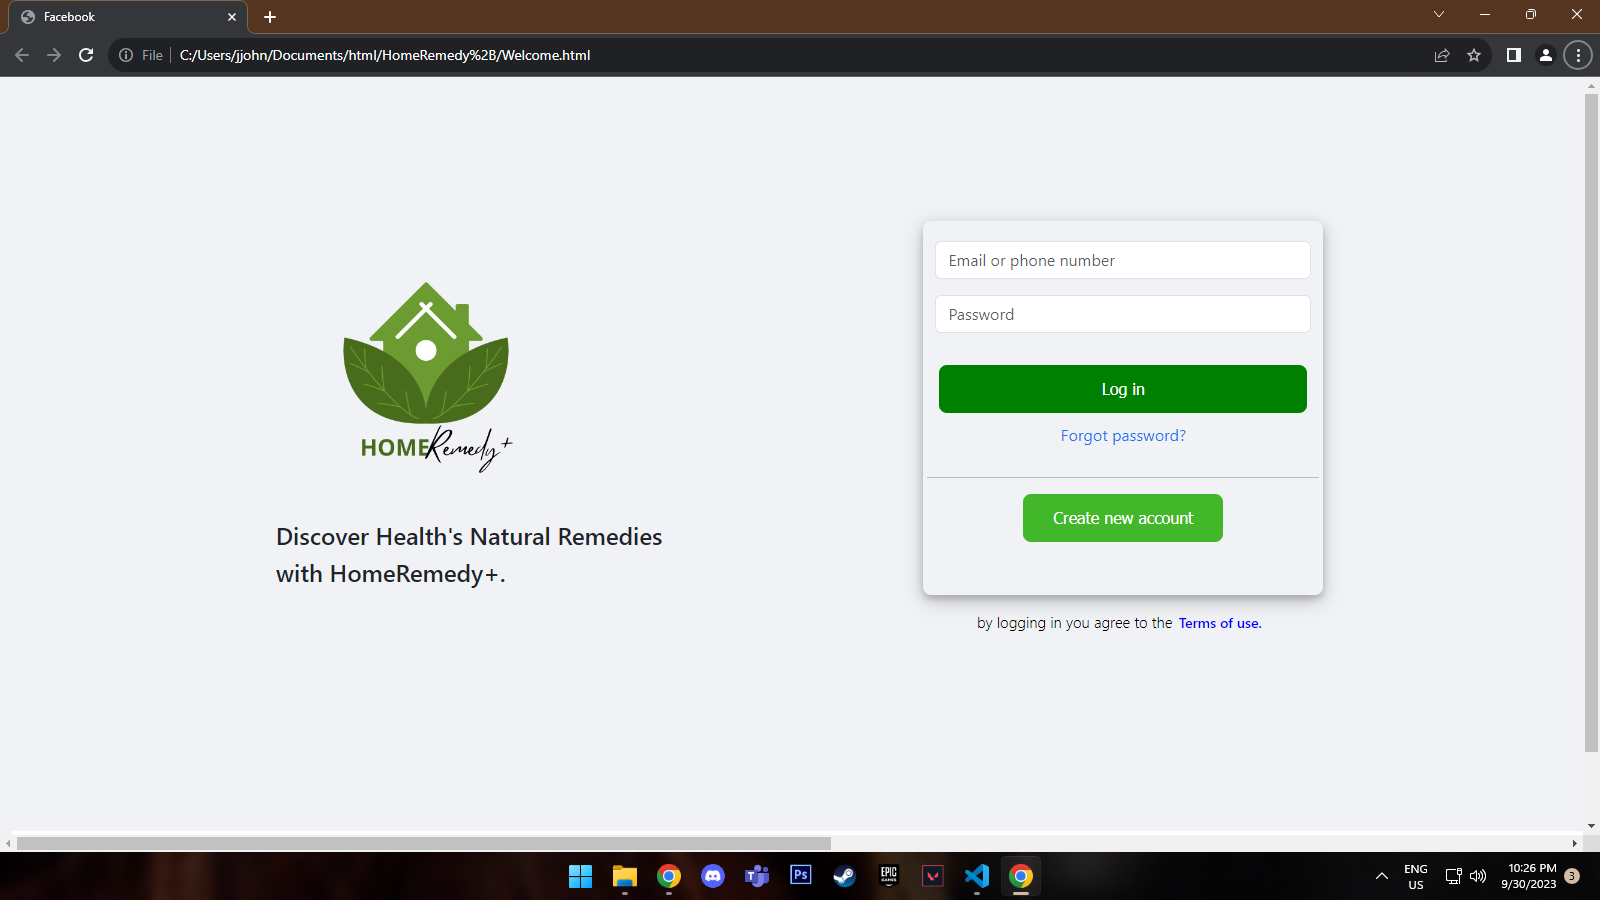 Facebook
File
C:/Users/jjohn/Documents/html/HomeRemedy%2B/Welcome.html
Email or phone number
Password
Log in
Forgot password?
Create new account
by logging in you agree to the Terms of use.
HOMERemedy+
Discover Health's Natural Remedies
with HomeRemedy+.
T
Ps
EPIC
GAMES
ENG
US
10:26 PM
9/30/2023
3